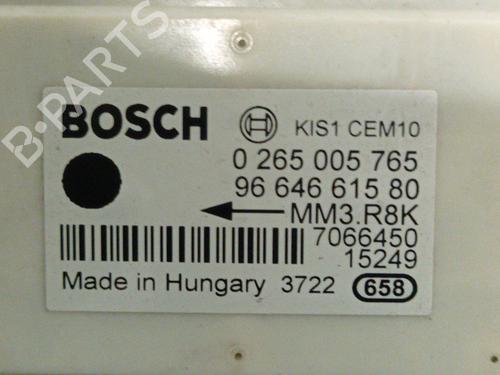 B-PARTS
BOSCH KIS1 CEM10
0 265 005 765
96 646 615 80
MM3.R8K
7066450
15249
Made in Hungary 3722 658